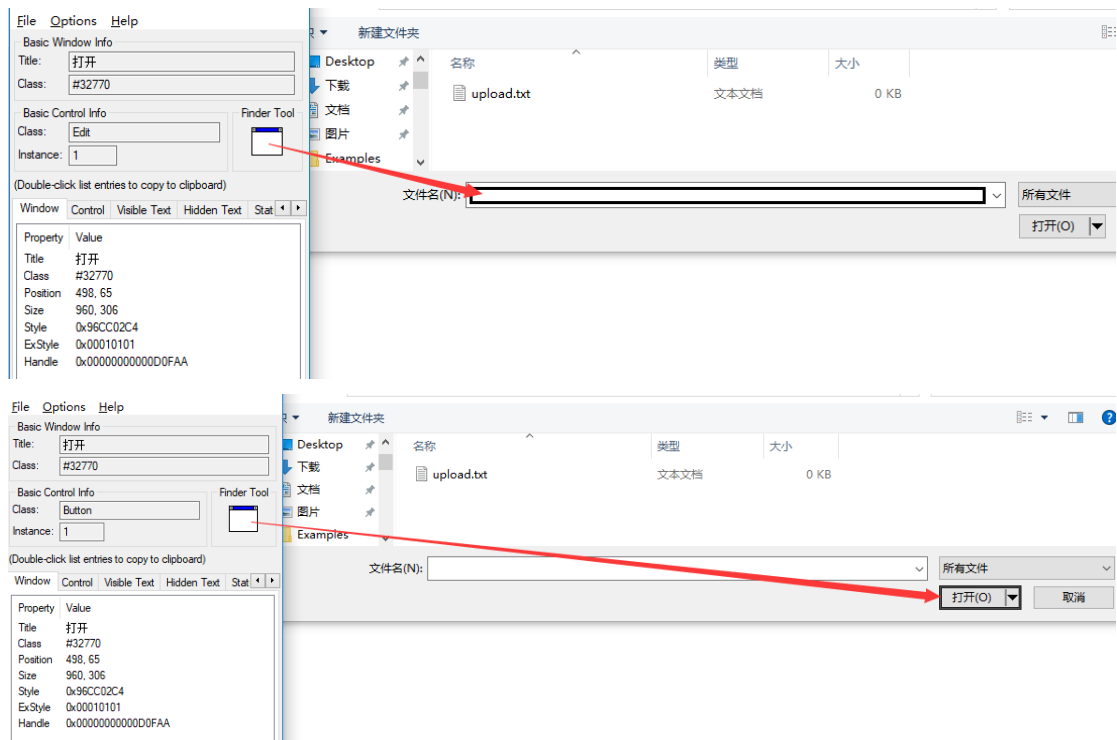 File Options Help
Basic Window Info
Title: 打开
Class: #32770
Basic Control Info
Finder Tool
Class: Edit
Instance: 1
(Double-click list entries to copy to clipboard)
Window Control Visible Text Hidden Text Stat
Property Value
Title 打开
Class #32770
Position 498, 65
Size 960, 306
Style 0x96CC02C4
ExStyle 0x00010101
Handle 0x00000000000D0FAA
新建文件夹
Desktop
下载
文档
图片
Examples
名称 类型 大小
upload.txt 文本文档 0 KB
文件名(N): 所有文件
打开(O)
File Options Help
Basic Window Info
Title: 打开
Class: #32770
Basic Control Info
Finder Tool
Class: Button
Instance: 1
(Double-click list entries to copy to clipboard)
Window Control Visible Text Hidden Text Stat
Property Value
Title 打开
Class #32770
Position 498, 65
Size 960, 306
Style 0x96CC02C4
ExStyle 0x00010101
Handle 0x00000000000D0FAA
新建文件夹
Desktop
下载
文档
图片
Examples
名称 类型 大小
upload.txt 文本文档 0 KB
文件名(N): 所有文件
打开(O) 取消